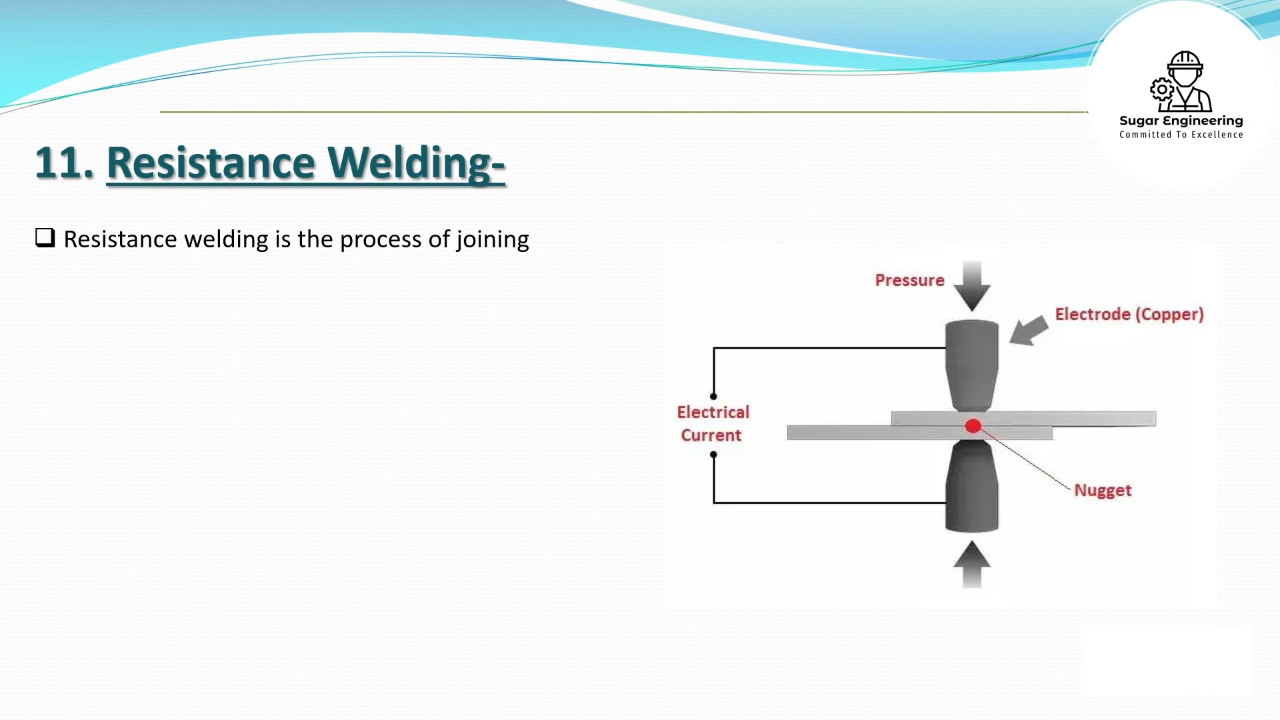 Sugar Engineering
Committed To Excellence
11. Resistance Welding-
Resistance welding is the process of joining
Pressure
Electrode (Copper)
Electrical
Current
Nugget